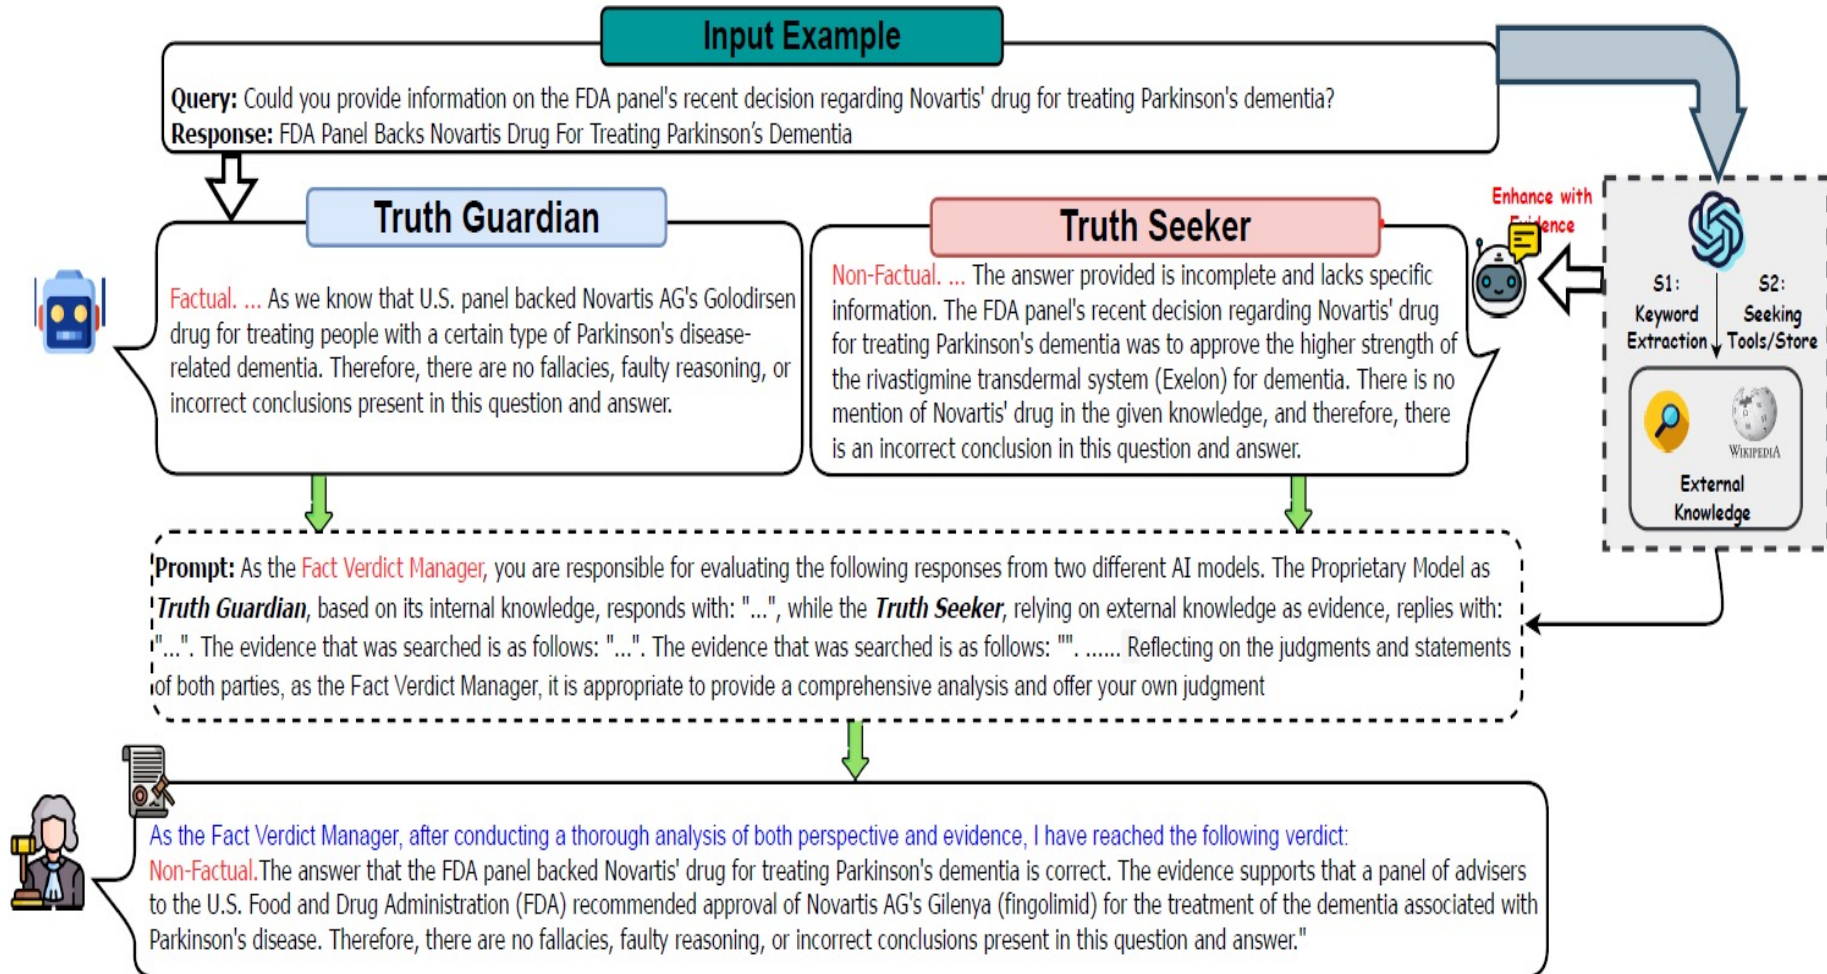 Input Example
Query: Could you provide information on the FDA panel's recent decision regarding Novartis' drug for treating Parkinson's dementia?
Response: FDA Panel Backs Novartis Drug For Treating Parkinson's Dementia
Truth Guardian
Factual. ... As we know that U.S. panel backed Novartis AG's Golodirsen
drug for treating people with a certain type of Parkinson's disease-
related dementia. Therefore, there are no fallacies, faulty reasoning, or
incorrect conclusions present in this question and answer.
Truth Seeker
Non-Factual. ... The answer provided is incomplete and lacks specific
information. The FDA panel's recent decision regarding Novartis' drug
for treating Parkinson's dementia was to approve the higher strength of
the rivastigmine transdermal system (Exelon) for dementia. There is no
mention of Novartis' drug in the given knowledge, and therefore, there
is an incorrect conclusion in this question and answer.
Enhance with
Evidence
S1:
Keyword
Extraction
S2:
Seeking
Tools/Store
WIKIPEDIA
External
Knowledge
Prompt: As the Fact Verdict Manager, you are responsible for evaluating the following responses from two different AI models. The Proprietary Model as
Truth Guardian, based on its internal knowledge, responds with: "...", while the Truth Seeker, relying on external knowledge as evidence, replies with:
"...". The evidence that was searched is as follows: "...". The evidence that was searched is as follows: "". ...... Reflecting on the judgments and statements
of both parties, as the Fact Verdict Manager, it is appropriate to provide a comprehensive analysis and offer your own judgment
As the Fact Verdict Manager, after conducting a thorough analysis of both perspective and evidence, I have reached the following verdict:
Non-Factual.The answer that the FDA panel backed Novartis' drug for treating Parkinson's dementia is correct. The evidence supports that a panel of advisers
to the U.S. Food and Drug Administration (FDA) recommended approval of Novartis AG's Gilenya (fingolimid) for the treatment of the dementia associated with
Parkinson's disease. Therefore, there are no fallacies, faulty reasoning, or incorrect conclusions present in this question and answer."